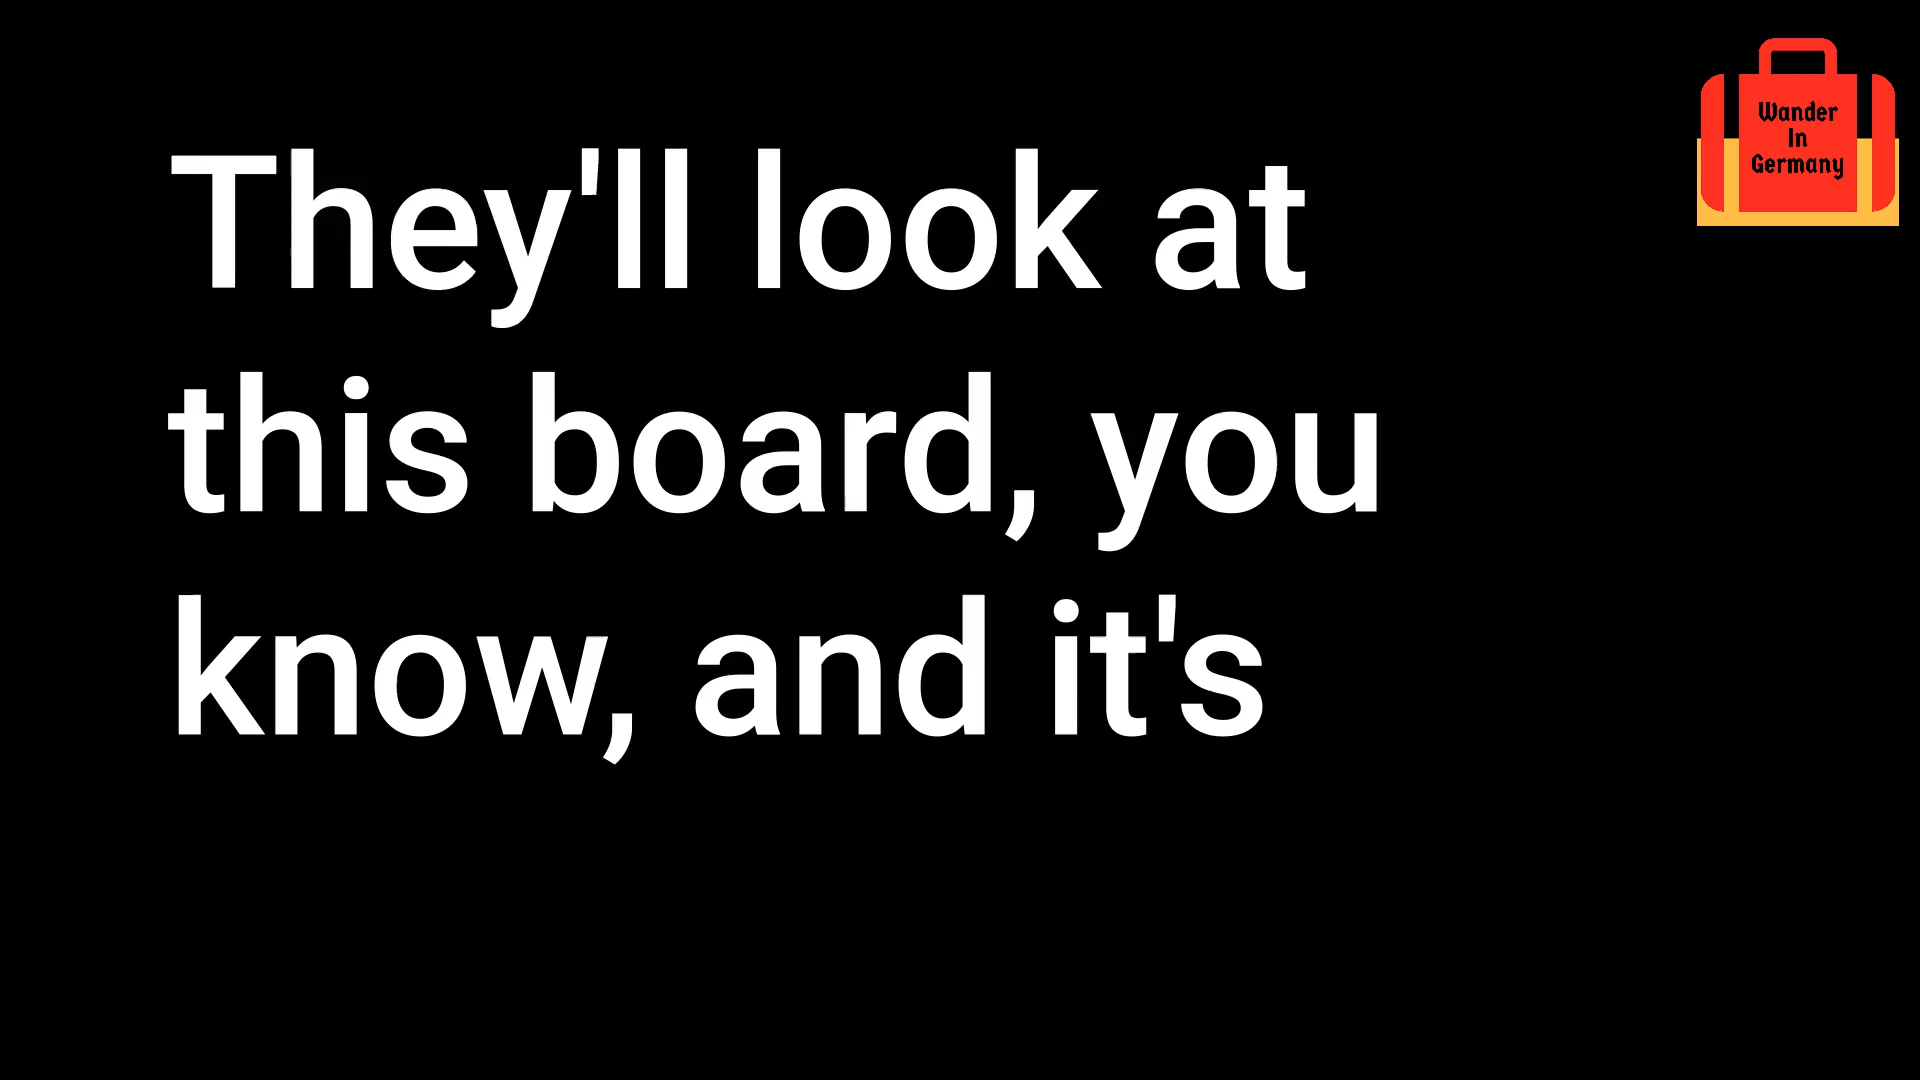 They'll look at
this board, you
know, and it's
Wander
In
Germany